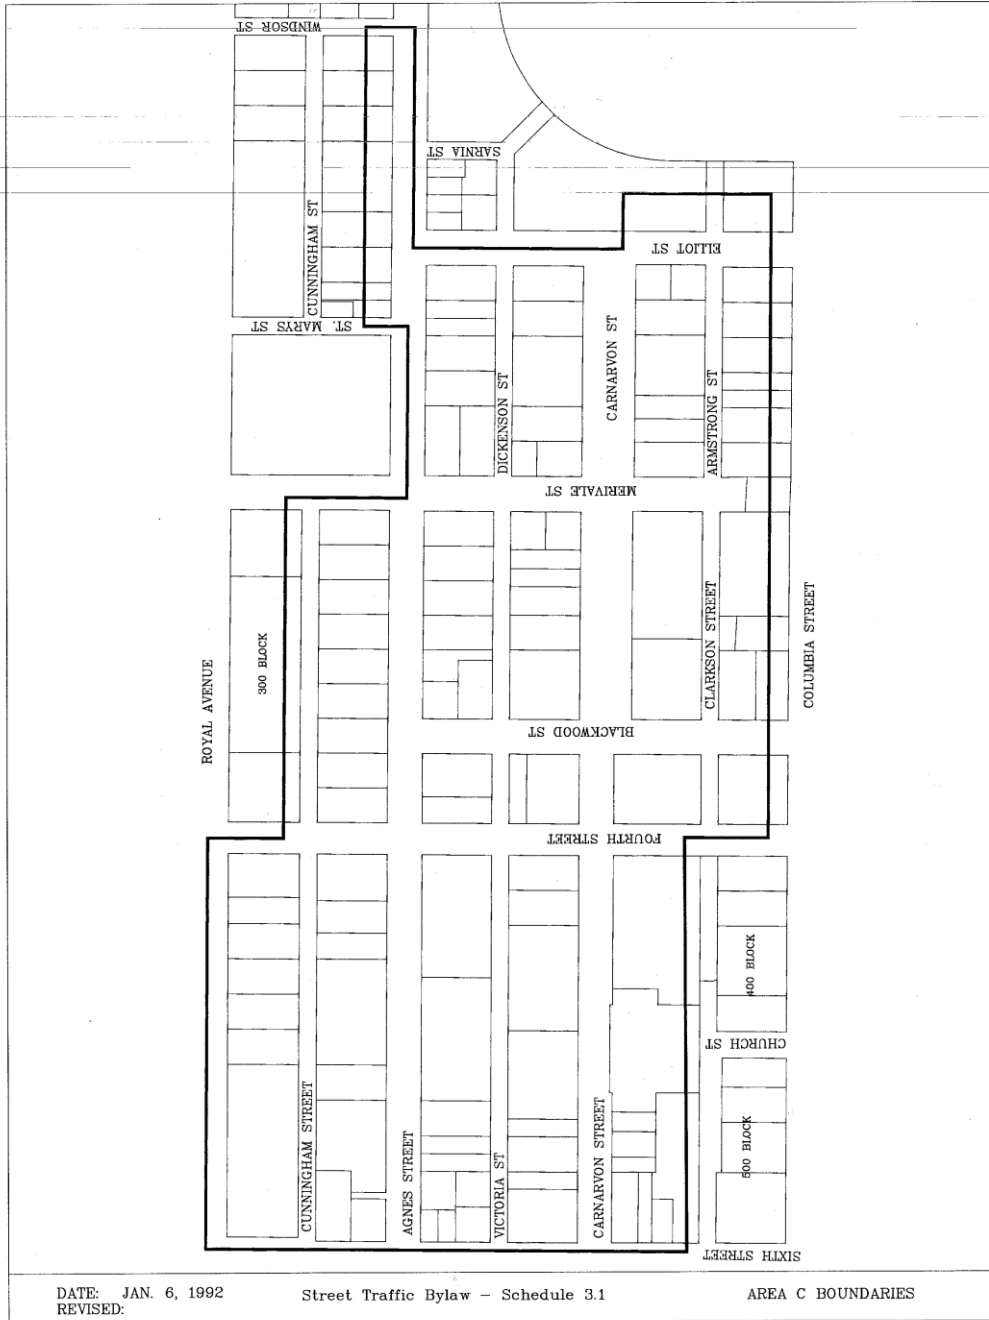 WINDSOR ST
SARNIA ST
CUNNINGHAM ST
ELLIOT ST
ST. MARYS ST
CARNARVON ST
DICKENSON ST
ARMSTRONG ST
MERIVALE ST
CLARKSON STREET
COLUMBIA STREET
300 BLOCK
ROYAL AVENUE
BLACKWOOD ST
FOURTH STREET
400 BLOCK
CHURCH ST
CUNNINGHAM STREET
AGNES STREET
VICTORIA ST
CARNARVON STREET
500 BLOCK
SIXTH STREET
DATE: JAN. 6, 1992
REVISED:
Street Traffic Bylaw – Schedule 3.1
AREA C BOUNDARIES